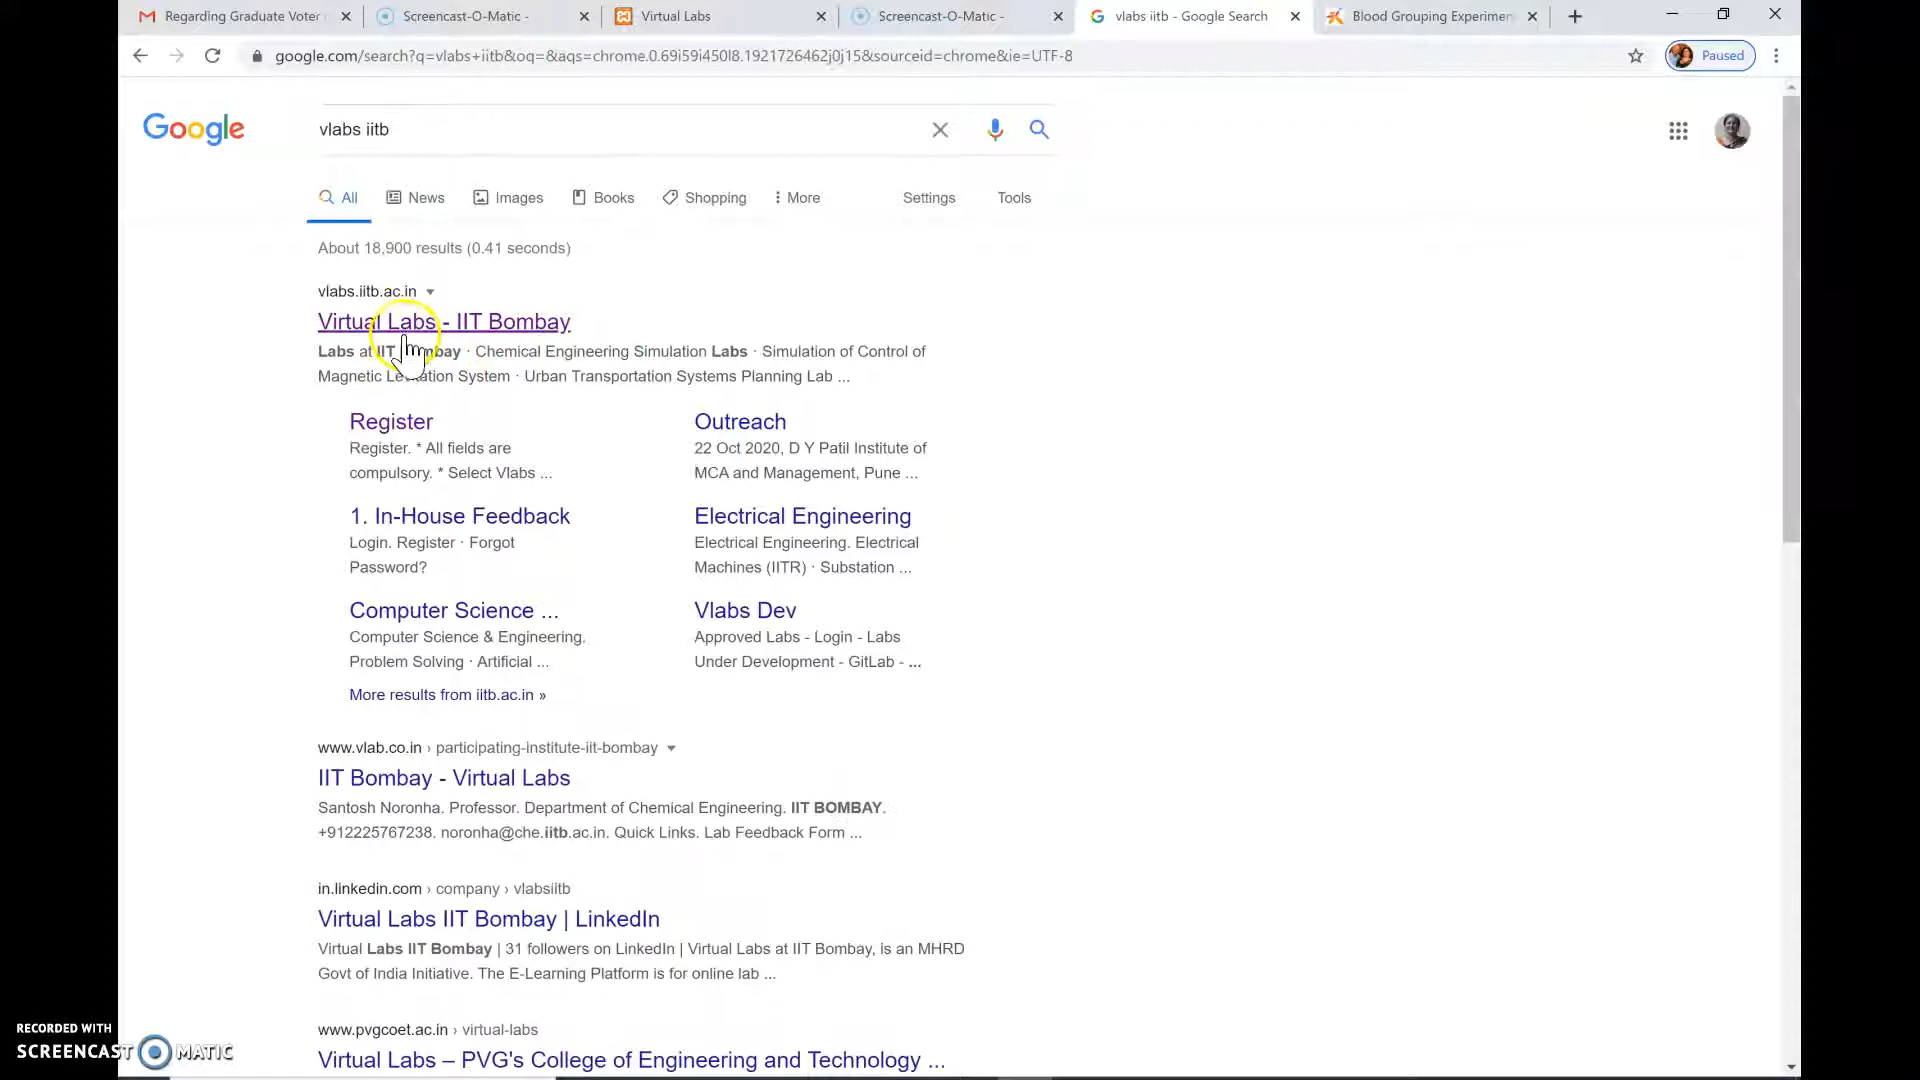 Regarding Graduate Voter
Screencast-O-Matic -
Virtual Labs
Screencast-O-Matic -
vlabs iitb - Google Search
Blood Grouping Experimen
google.com/search?q=vlabs+iitb&oq=&aqs=chrome.0.69i59i450l8.1921726462j0j15&sourceid=chrome&ie=UTF-8
Paused
Google
vlabs iitb
All News Images Books Shopping More Settings Tools
About 18,900 results (0.41 seconds)
vlabs.iitb.ac.in
Virtual Labs - IIT Bombay
Labs at IIT Bombay · Chemical Engineering Simulation Labs · Simulation of Control of
Magnetic Levitation System · Urban Transportation Systems Planning Lab ...
Register
Register. * All fields are
compulsory. * Select Vlabs ...
Outreach
22 Oct 2020, D Y Patil Institute of
MCA and Management, Pune ...
1. In-House Feedback
Login. Register · Forgot
Password?
Electrical Engineering
Electrical Engineering. Electrical
Machines (IITR) · Substation ...
Computer Science ...
Computer Science & Engineering.
Problem Solving · Artificial ...
Vlabs Dev
Approved Labs - Login - Labs
Under Development - GitLab - ...
More results from iitb.ac.in »
www.vlab.co.in › participating-institute-iit-bombay
IIT Bombay - Virtual Labs
Santosh Noronha. Professor. Department of Chemical Engineering. IIT BOMBAY.
+912225767238. noronha@che.iitb.ac.in. Quick Links. Lab Feedback Form ...
in.linkedin.com › company › vlabsiitb
Virtual Labs IIT Bombay | LinkedIn
Virtual Labs IIT Bombay | 31 followers on LinkedIn | Virtual Labs at IIT Bombay, is an MHRD
Govt of India Initiative. The E-Learning Platform is for online lab ...
www.pvgcoet.ac.in › virtual-labs
Virtual Labs – PVG's College of Engineering and Technology ...
RECORDED WITH
SCREENCAST MATIC